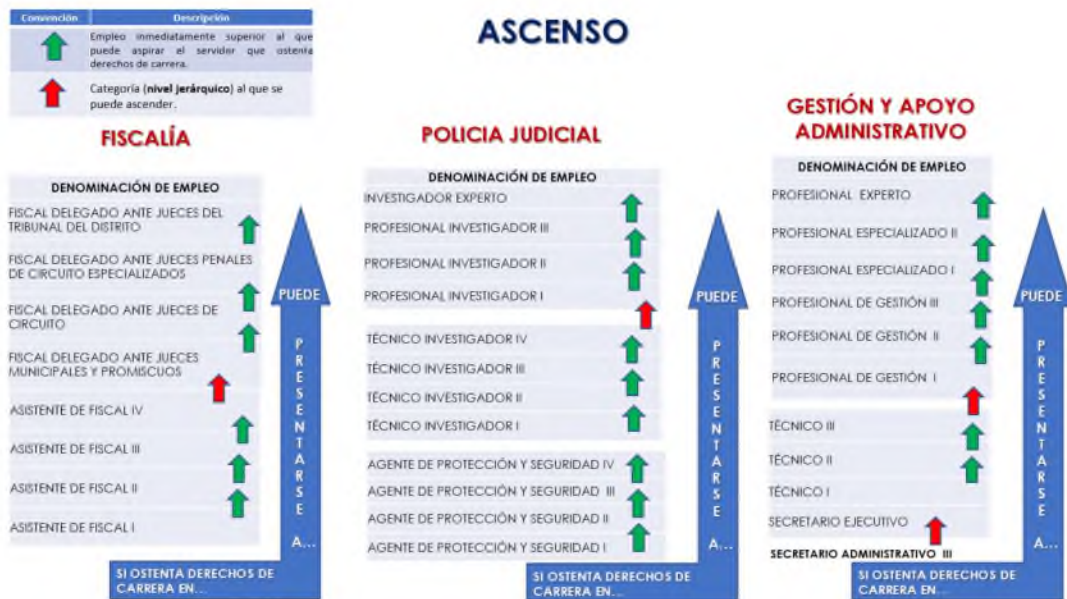 Convención Descripción
Empleo inmediatamente superior al que
puede aspirar el servidor que ostenta
derechos de carrera.
Categoría (nivel jerárquico) al que se
puede ascender.
ASCENSO
FISCALÍA
DENOMINACIÓN DE EMPLEO
FISCAL DELEGADO ANTE JUECES DEL
TRIBUNAL DEL DISTRITO
FISCAL DELEGADO ANTE JUECES PENALES
DE CIRCUITO ESPECIALIZADOS
FISCAL DELEGADO ANTE JUECES DE
CIRCUITO
FISCAL DELEGADO ANTE JUECES
MUNICIPALES Y PROMISCUOS
ASISTENTE DE FISCAL IV
ASISTENTE DE FISCAL III
ASISTENTE DE FISCAL II
ASISTENTE DE FISCAL I
PUEDE
PRESENTARSE
A...
SI OSTENTA DERECHOS DE
CARRERA EN...
POLICIA JUDICIAL
DENOMINACIÓN DE EMPLEO
INVESTIGADOR EXPERTO
PROFESIONAL INVESTIGADOR III
PROFESIONAL INVESTIGADOR II
PROFESIONAL INVESTIGADOR I
TÉCNICO INVESTIGADOR IV
TÉCNICO INVESTIGADOR III
TÉCNICO INVESTIGADOR II
TÉCNICO INVESTIGADOR I
AGENTE DE PROTECCIÓN Y SEGURIDAD IV
AGENTE DE PROTECCIÓN Y SEGURIDAD III
AGENTE DE PROTECCIÓN Y SEGURIDAD II
AGENTE DE PROTECCIÓN Y SEGURIDAD I
PUEDE
PRESENTARSE
A...
SI OSTENTA DERECHOS DE
CARRERA EN...
GESTIÓN Y APOYO
ADMINISTRATIVO
DENOMINACIÓN DE EMPLEO
PROFESIONAL EXPERTO
PROFESIONAL ESPECIALIZADO II
PROFESIONAL ESPECIALIZADO I
PROFESIONAL DE GESTIÓN III
PROFESIONAL DE GESTIÓN II
PROFESIONAL DE GESTIÓN I
TÉCNICO III
TÉCNICO II
TÉCNICO I
SECRETARIO EJECUTIVO
SECRETARIO ADMINISTRATIVO III
PUEDE
PRESENTARSE
A...
SI OSTENTA DERECHOS DE
CARRERA EN...